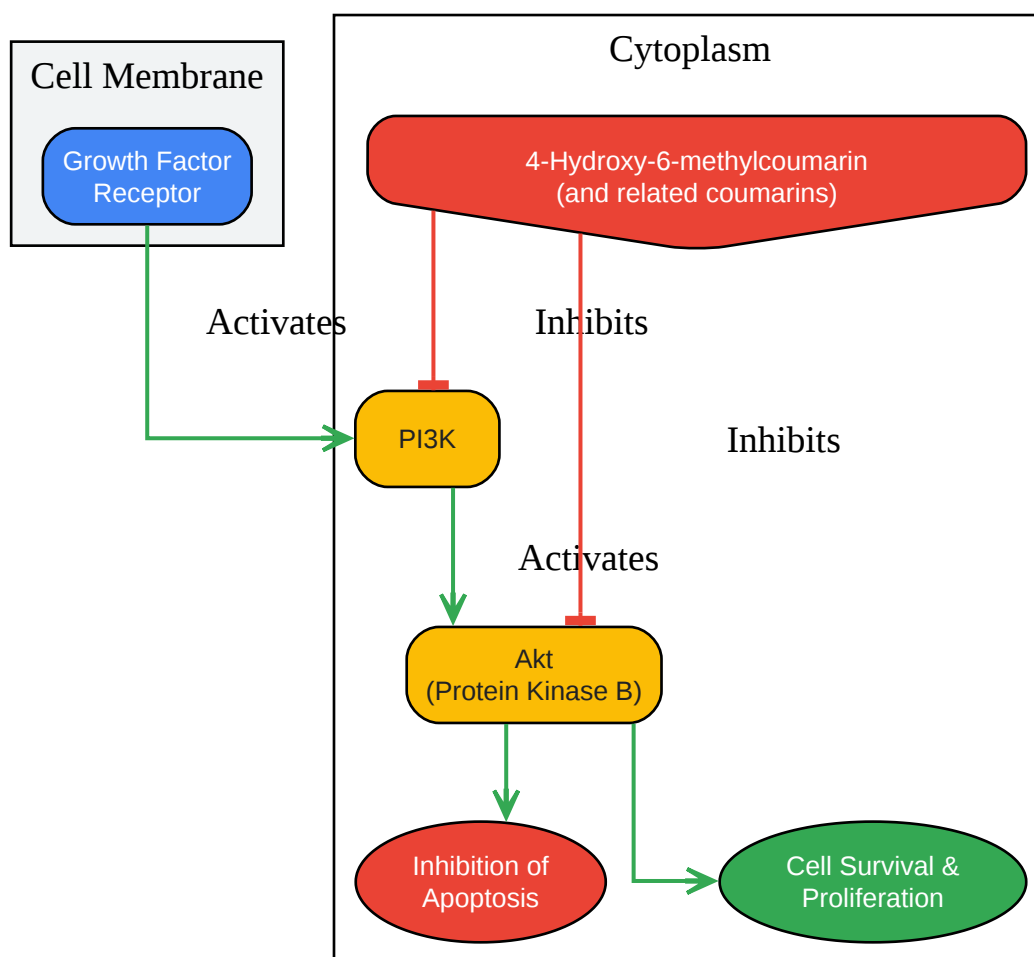 Cytoplasm
Cell Membrane
Growth Factor
Receptor
4-Hydroxy-6-methylcoumarin
(and related coumarins)
Activates
Inhibits
PI3K
Inhibits
Activates
Akt
(Protein Kinase B)
Inhibition of
Apoptosis
Cell Survival &
Proliferation